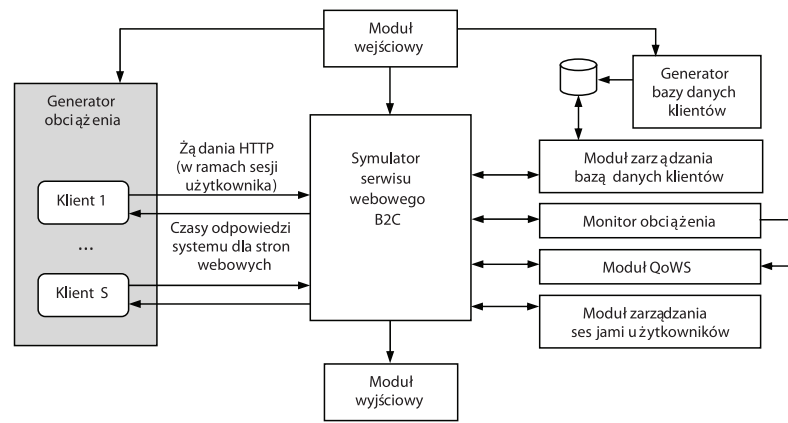 Moduł
wejściowy
Generator
obciążenia
Generator
bazy danych
klientów
Żądania HTTP
(w ramach sesji
użytkownika)
Symulator
serwisu
webowego
B2C
Moduł zarządzania
bazą danych klientów
Klient 1
Monitor obciążenia
Czasy odpowiedzi
systemu dla stron
webowych
...
Moduł QoWS
Klient S
Moduł zarządzania
ses jami użytkowników
Moduł
wyjściowy